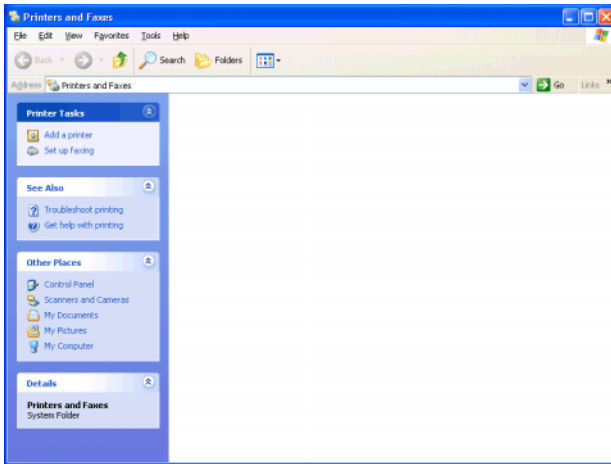 Printers and Faxes
File Edit View Favorites Tools Help
Back Search Folders
Address Printers and Faxes Go Links »
Printer Tasks
Add a printer
Set up faxing
See Also
Troubleshoot printing
Get help with printing
Other Places
Control Panel
Scanners and Cameras
My Documents
My Pictures
My Computer
Details
Printers and Faxes
System Folder